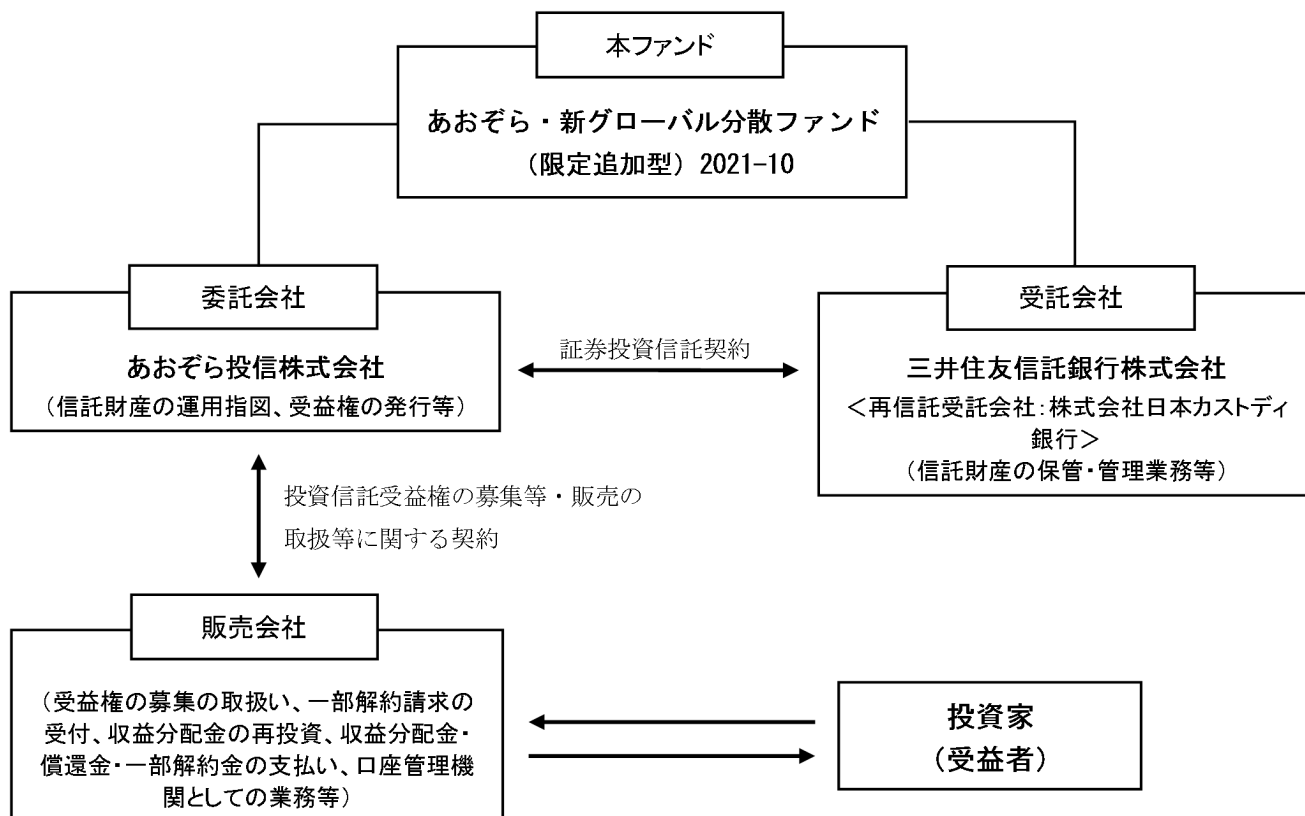 本ファンド
あおぞら・新グローバル分散ファンド
（限定追加型）2021-10
委託会社
あおぞら投信株式会社
（信託財産の運用指図、受益権の発行等）
証券投資信託契約
受託会社
三井住友信託銀行株式会社
＜再信託受託会社：株式会社日本カストディ
銀行＞
（信託財産の保管・管理業務等）
投資信託受益権の募集等・販売の
取扱等に関する契約
販売会社
（受益権の募集の取扱い、一部解約請求の
受付、収益分配金の再投資、収益分配金・
償還金・一部解約金の支払い、口座管理機
関としての業務等）
投資家
（受益者）